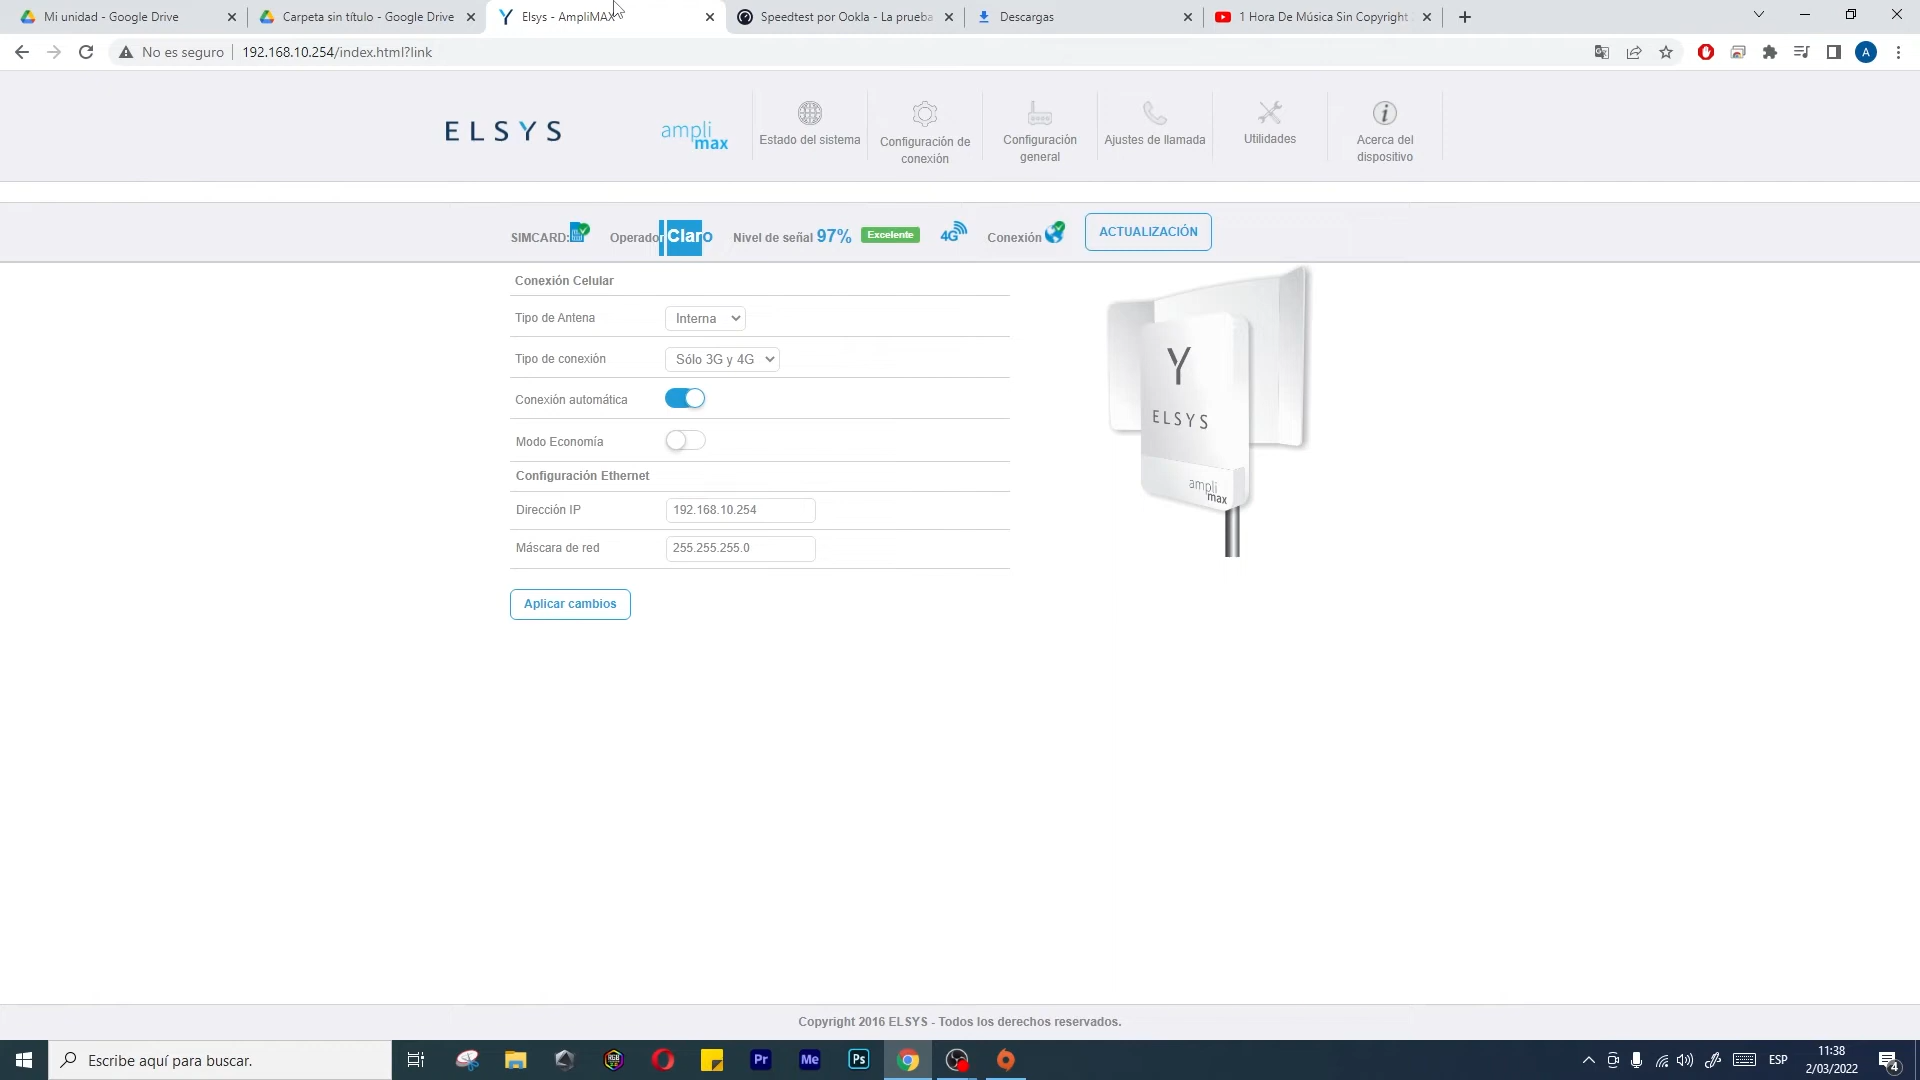 Mi unidad - Google Drive
Carpeta sin título - Google Drive
Elsys - AmpliMAX
Speedtest por Ookla - La prueba
Descargas
1 Hora De Música Sin Copyright
No es seguro
192.168.10.254/index.html?link
A
ELSYS
ampli max
Estado del sistema
Configuración de conexión
Configuración general
Ajustes de llamada
Utilidades
Acerca del dispositivo
SIMCARD:
Operador Claro
Nivel de señal 97%
Excelente
4G
Conexión
ACTUALIZACIÓN
Conexión Celular
Tipo de Antena
Interna
Tipo de conexión
Sólo 3G y 4G
Conexión automática
Modo Economía
Configuración Ethernet
Dirección IP
192.168.10.254
Máscara de red
255.255.255.0
Aplicar cambios
Y
ELSYS
ampli max
Copyright 2016 ELSYS - Todos los derechos reservados.
Escribe aquí para buscar.
Pr
Me
Ps
ESP
11:38
2/03/2022
4